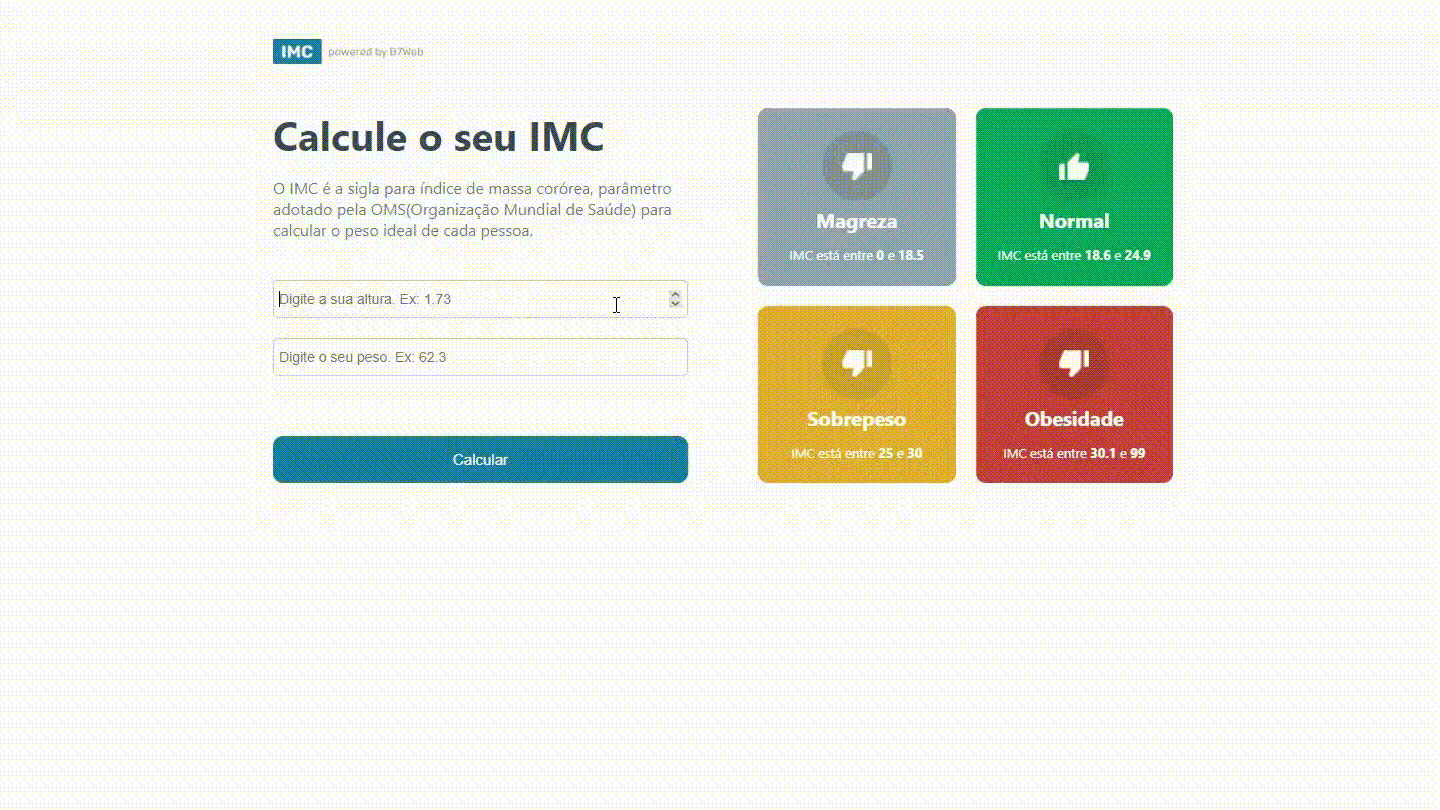 IMC powered by B7Web
Calcule o seu IMC
O IMC é a sigla para índice de massa corórea, parâmetro
adotado pela OMS(Organização Mundial de Saúde) para
calcular o peso ideal de cada pessoa.
Digite a sua altura. Ex: 1.73
Digite o seu peso. Ex: 62.3
Calcular
Magreza
IMC está entre 0 e 18.5
Normal
IMC está entre 18.6 e 24.9
Sobrepeso
IMC está entre 25 e 30
Obesidade
IMC está entre 30.1 e 99